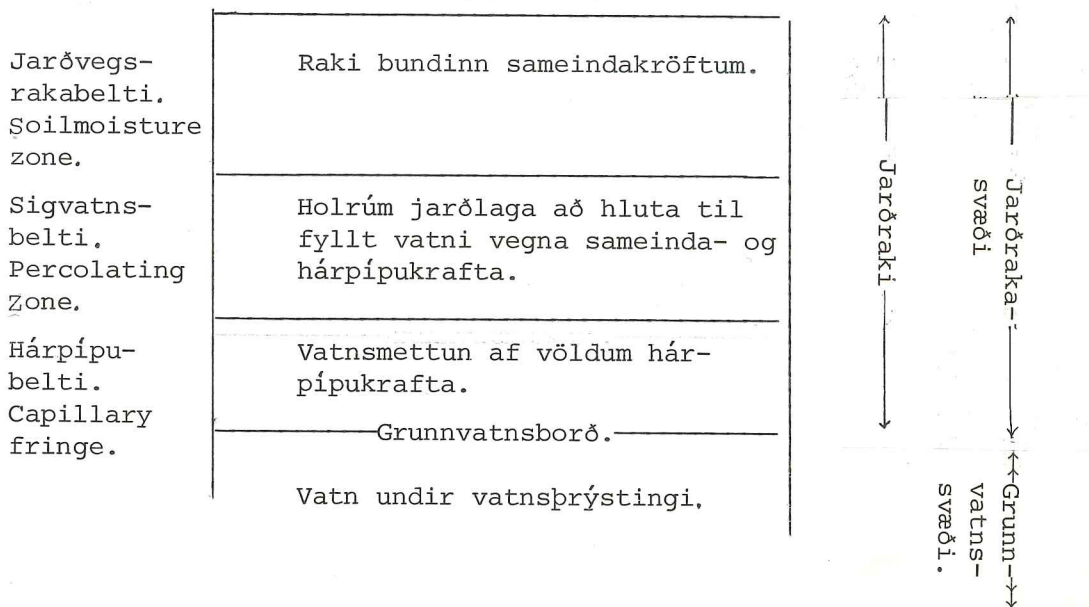 Jarðvegs-
rakabelti.
Soilmoisture
zone.
Raki bundinn sameindakröftum.
Sigvatns-
belti.
Percolating
zone.
Holrúm jarðlaga að hluta til
fyllt vatni vegna sameinda- og
hárpípukrafta.
Hárpípu-
belti.
Capillary
fringe.
Vatnsmettun af völdum hár-
pípukrafta.
Grunnvatnsborð.
Vatn undir vatnsþrýstingi.
Jarðraki
Jarðraka-
svæði
Grunn-
vatns-
svæði.